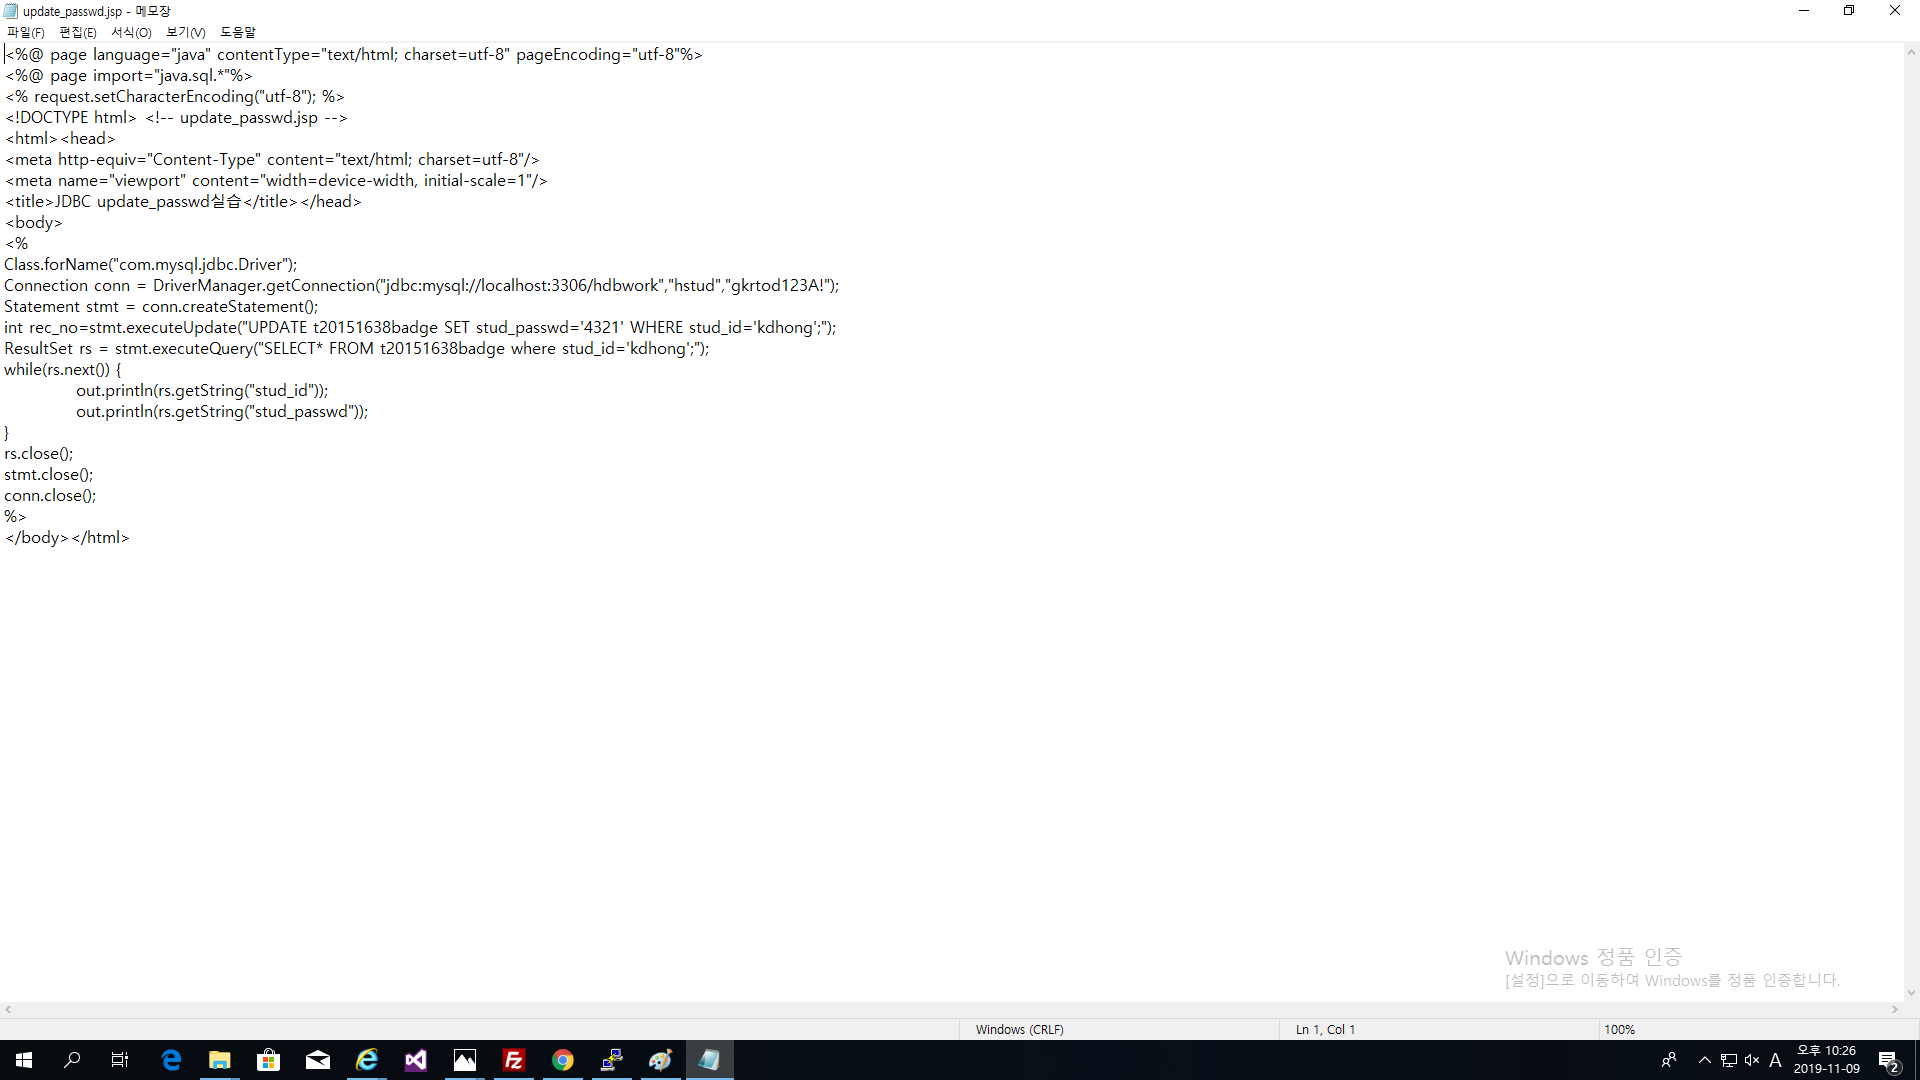 update_passwd.jsp - 메모장
파일(F) 편집(E) 서식(O) 보기(V) 도움말
<%@ page language="java" contentType="text/html; charset=utf-8" pageEncoding="utf-8"%>
<%@ page import="java.sql.*"%>
<% request.setCharacterEncoding("utf-8"); %>
<!DOCTYPE html> <!-- update_passwd.jsp -->
<html><head>
<meta http-equiv="Content-Type" content="text/html; charset=utf-8"/>
<meta name="viewport" content="width=device-width, initial-scale=1"/>
<title>JDBC update_passwd실습</title></head>
<body>
<%
Class.forName("com.mysql.jdbc.Driver");
Connection conn = DriverManager.getConnection("jdbc:mysql://localhost:3306/hdbwork","hstud","gkrtod123A!");
Statement stmt = conn.createStatement();
int rec_no=stmt.executeUpdate("UPDATE t20151638badge SET stud_passwd='4321' WHERE stud_id='kdhong';");
ResultSet rs = stmt.executeQuery("SELECT* FROM t20151638badge where stud_id='kdhong';");
while(rs.next()) {
out.println(rs.getString("stud_id"));
out.println(rs.getString("stud_passwd"));
}
rs.close();
stmt.close();
conn.close();
%>
</body></html>
Windows 정품 인증
[설정]으로 이동하여 Windows를 정품 인증합니다.
Windows (CRLF) Ln 1, Col 1 100%
A 오후 10:26
2019-11-09
2